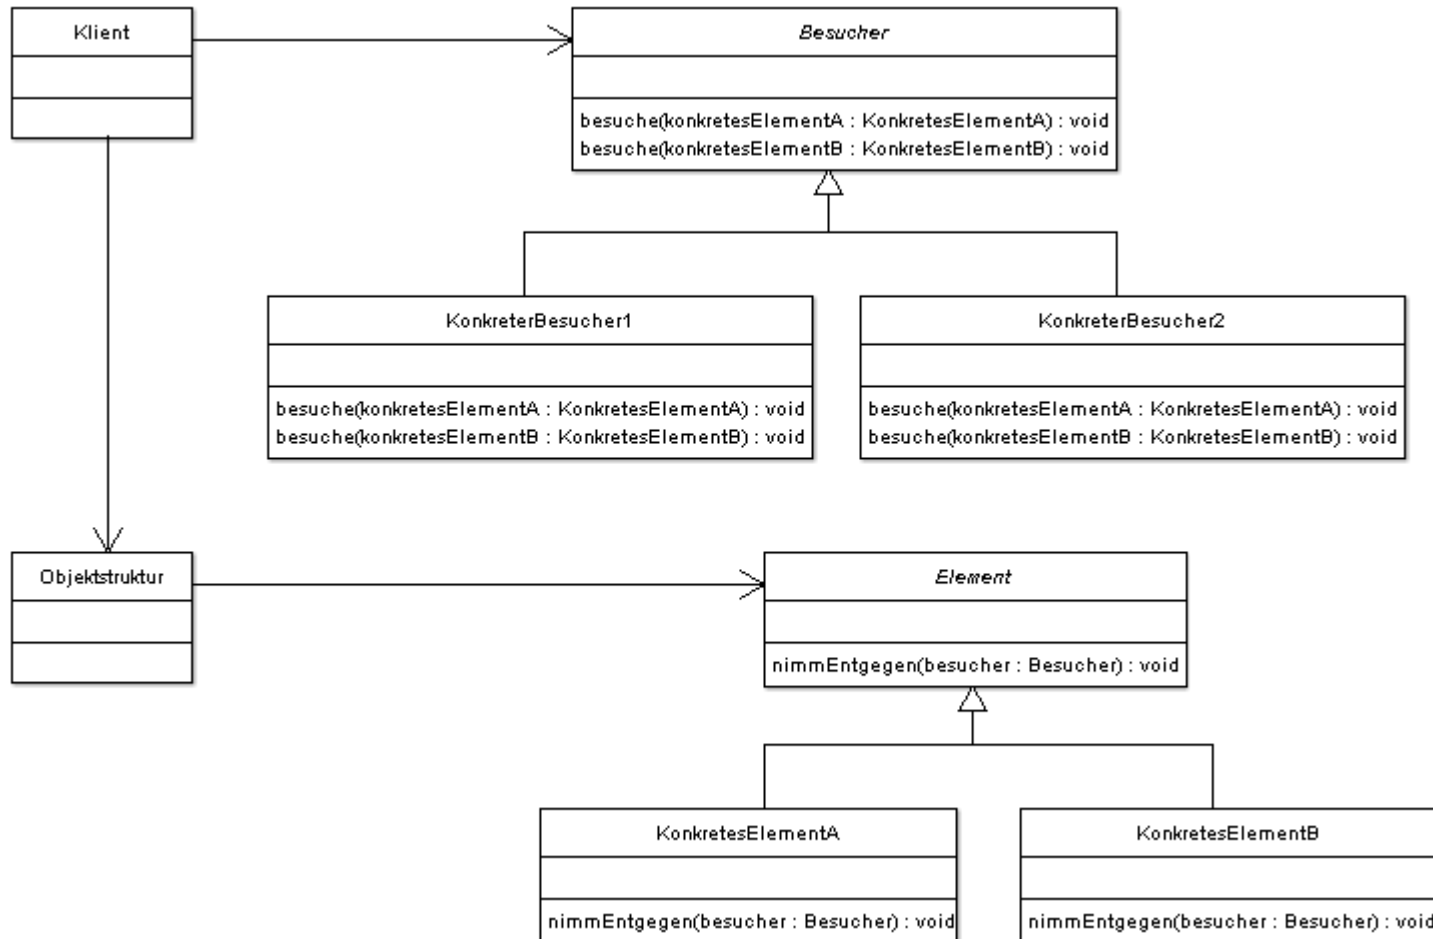 Klient
Besucher
besuche(konkretesElementA : KonkretesElementA) : void
besuche(konkretesElementB : KonkretesElementB) : void
KonkreterBesucher1
besuche(konkretesElementA : KonkretesElementA) : void
besuche(konkretesElementB : KonkretesElementB) : void
KonkreterBesucher2
besuche(konkretesElementA : KonkretesElementA) : void
besuche(konkretesElementB : KonkretesElementB) : void
Objektstruktur
Element
nimmEntgegen(besucher : Besucher) : void
KonkretesElementA
nimmEntgegen(besucher : Besucher) : void
KonkretesElementB
nimmEntgegen(besucher : Besucher) : void